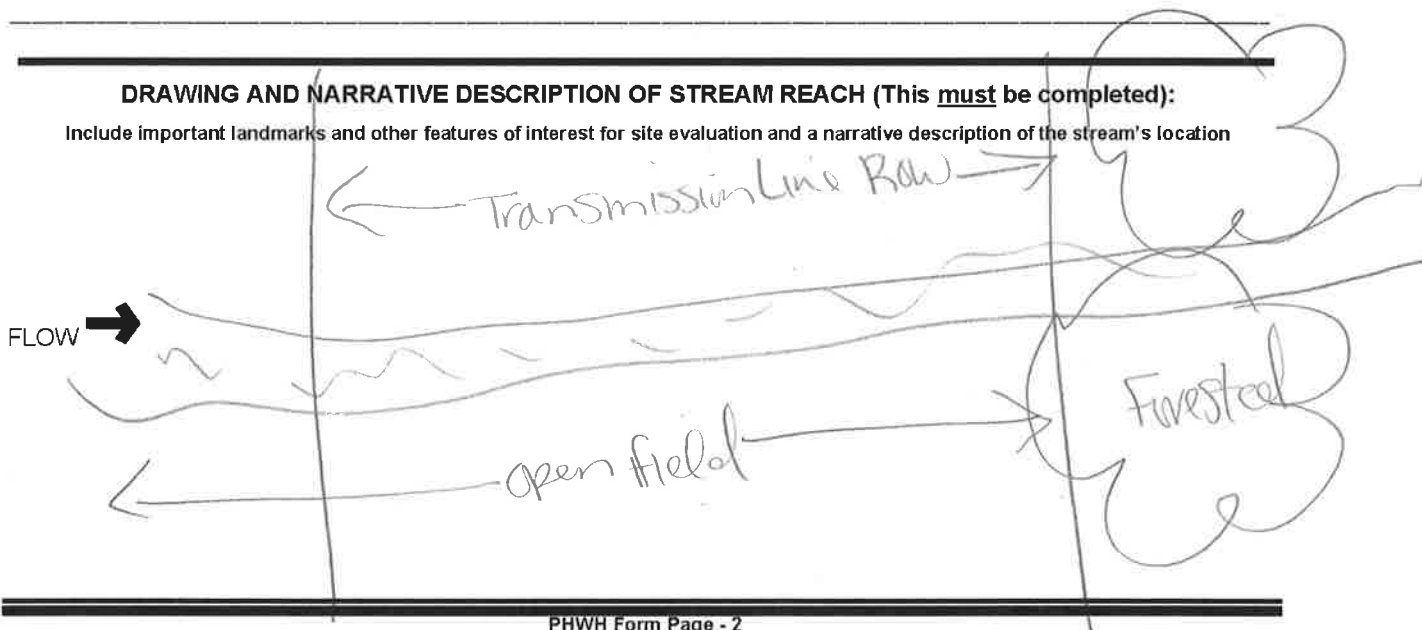 DRAWING AND NARRATIVE DESCRIPTION OF STREAM REACH (This must be completed):
Include important landmarks and other features of interest for site evaluation and a narrative description of the stream's location
Transmission Line Row
FLOW
Forested
open field
PHWH Form Page - 2